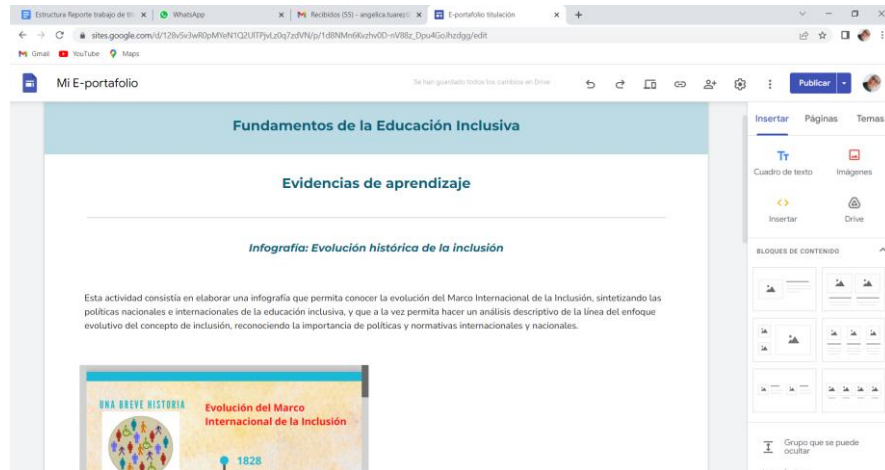 Estructura Reporte trabajo de tit
WhatsApp
Recibidos (55) - angelica.tuarez
E-portafolio titulación
sites.google.com
Gmail
YouTube
Maps
Mi E-portafolio
Se han guardado todos los cambios en Drive
Publicar
Fundamentos de la Educación Inclusiva
Evidencias de aprendizaje
Infografía: Evolución histórica de la inclusión
Esta actividad consistía en elaborar una infografía que permita conocer la evolución del Marco Internacional de la Inclusión, sintetizando las
políticas nacionales e internacionales de la educación inclusiva, y que a la vez permita hacer un análisis descriptivo de la línea del enfoque
evolutivo del concepto de inclusión, reconociendo la importancia de políticas y normativas internacionales y nacionales.
UNA BREVE HISTORIA
Evolución del Marco
Internacional de la Inclusión
1828
Insertar
Páginas
Temas
Cuadro de texto
Imágenes
Insertar
Drive
BLOQUES DE CONTENIDO
Grupo que se puede
ocultar